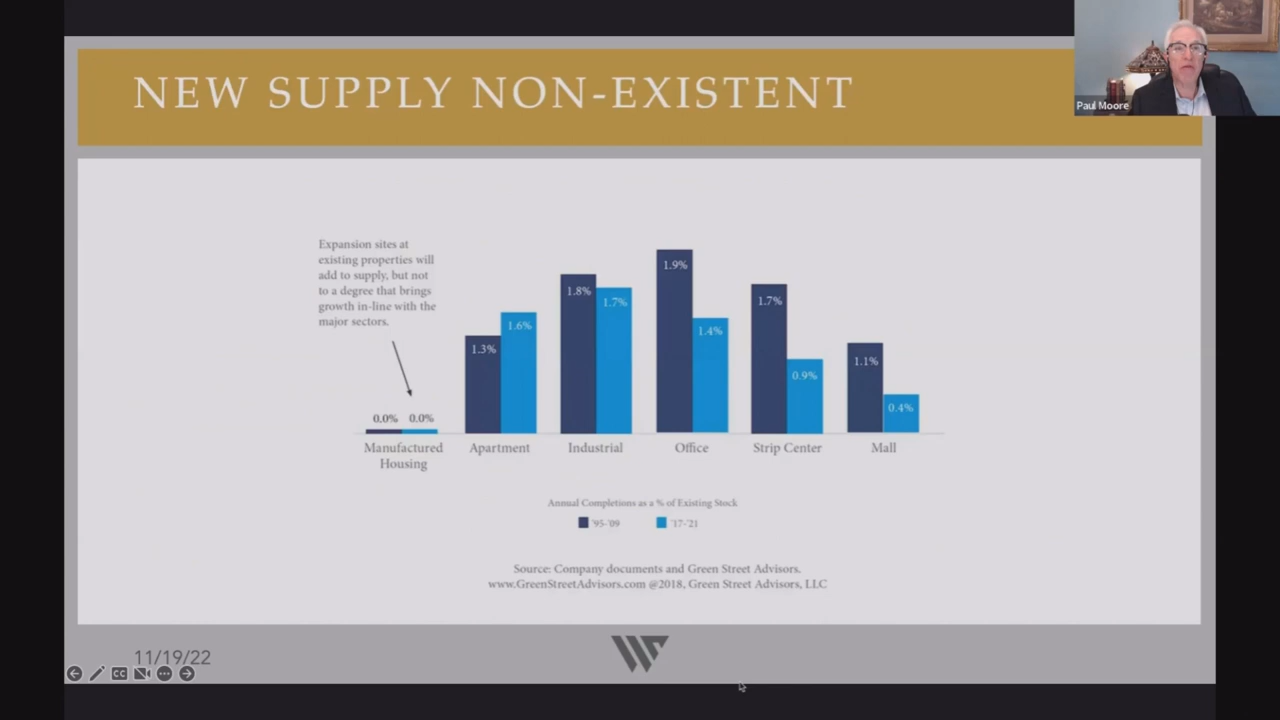 NEW SUPPLY NON-EXISTENT
Paul Moore
Expansion sites at
existing properties will
add to supply, but not
to a degree that brings
growth in-line with the
major sectors.
0.0% 0.0%
1.3% 1.6%
1.8% 1.7%
1.9% 1.4%
1.7% 0.9%
1.1% 0.4%
Manufactured
Housing
Apartment
Industrial
Office
Strip Center
Mall
Annual Completions as a % of Existing Stock
'95-'09 '17-'21
Source: Company documents and Green Street Advisors.
www.GreenStreetAdvisors.com @2018, Green Street Advisors, LLC
11/19/22
CC